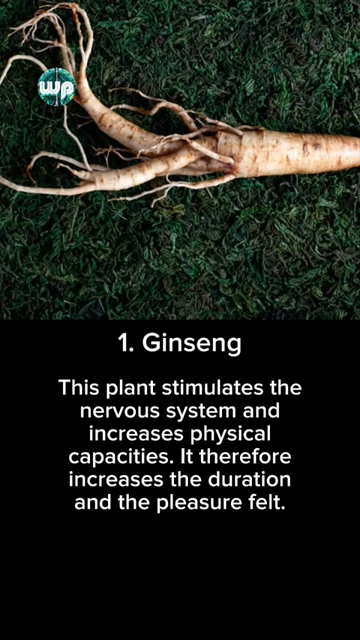 wp
1. Ginseng
This plant stimulates the
nervous system and
increases physical
capacities. It therefore
increases the duration
and the pleasure felt.